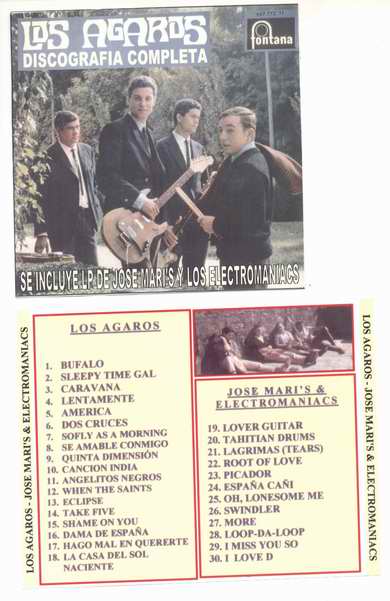 LOS AGAROS
DISCOGRAFIA COMPLETA
fontana
SE INCLUYE LP DE JOSE MARI'S Y LOS ELECTROMANIACS
LOS AGAROS - JOSE MARI'S & ELECTROMANIACS
LOS AGAROS
1. BUFALO
2. SLEEPY TIME GAL
3. CARAVANA
4. LENTAMENTE
5. AMERICA
6. DOS CRUCES
7. SOFLY AS A MORNING
8. SE AMABLE CONMIGO
9. QUINTA DIMENSIÓN
10. CANCION INDIA
11. ANGELITOS NEGROS
12. WHEN THE SAINTS
13. ECLIPSE
14. TAKE FIVE
15. SHAME ON YOU
16. DAMA DE ESPAÑA
17. HAGO MAL EN QUERERTE
18. LA CASA DEL SOL
NACIENTE
JOSE MARI'S &
ELECTROMANIACS
19. LOVER GUITAR
20. TAHITIAN DRUMS
21. LAGRIMAS (TEARS)
22. ROOT OF LOVE
23. PICADOR
24. ESPAÑA CAÑI
25. OH, LONESOME ME
26. SWINDLER
27. MORE
28. LOOP-DA-LOOP
29. I MISS YOU SO
30. I LOVE D
LOS AGAROS - JOSE MARI'S & ELECTROMANIACS